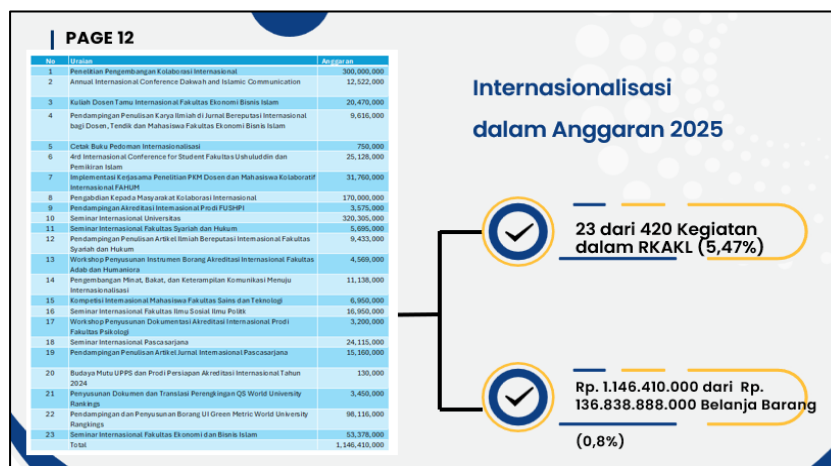 PAGE 12
No Uraian Anggaran
1 Penelitian Pengembangan Kolaborasi Internasional 300,000,000
2 Annual Internasional Conference Dakwah and Islamic Communication 12,522,000
3 Kuliah Dosen Tamu Internasional Fakultas Ekonomi Bisnis Islam 20,470,000
4 Pendampingan Penulisan Karya Ilmiah di Jurnal Bereputasi Internasional 9,616,000
bagi Dosen, Tendik dan Mahasiswa Fakultas Ekonomi Bisnis Islam
5 Cetak Buku Pedoman Internasionalisasi 750,000
6 4rd Internasional Conference for Student Fakultas Ushuluddin dan 25,128,000
Pemikiran Islam
7 Implementasi Kerjasama Penelitian PKM Dosen dan Mahasiswa Kolaboratif 31,760,000
Internasional FAHUM
8 Pengabdian Kepada Masyarakat Kolaborasi Internasional 170,000,000
9 Pendampingan Akreditasi Internasional Prodi FUSHPI 3,575,000
10 Seminar Internasional Universitas 320,305,000
11 Seminar Internasional Fakultas Syariah dan Hukum 5,695,000
12 Pendampingan Penulisan Artikel Ilmiah Bereputasi Internasional Fakultas 9,433,000
Syariah dan Hukum
13 Workshop Penyusunan Instrumen Borang Akreditasi Internasional Fakultas 4,569,000
Adab dan Humaniora
14 Pengembangan Minat, Bakat, dan Keterampilan Komunikasi Menuju 11,138,000
Internasionalisasi
15 Kompetisi Internasional Mahasiswa Fakultas Sains dan Teknologi 6,950,000
16 Seminar Internasional Fakultas Ilmu Sosial Ilmu Politk 16,950,000
17 Workshop Penyusunan Dokumentasi Akreditasi Internasional Prodi 3,200,000
Fakultas Psikologi
18 Seminar Internasional Pascasarjana 24,115,000
19 Pendampingan Penulisan Artikel Jurnal Internasional Pascasarjana 15,160,000
20 Budaya Mutu UPPS dan Prodi Persiapan Akreditasi Internasional Tahun 130,000
2024
21 Penyusunan Dokumen dan Translasi Perengkingan QS World University 3,450,000
Rankings
22 Pendampingan dan Penyusunan Borang UI Green Metric World University 98,116,000
Rangkings
23 Seminar Internasional Fakultas Ekonomi dan Bisnis Islam 53,378,000
Total 1,146,410,000
Internasionalisasi
dalam Anggaran 2025
23 dari 420 Kegiatan
dalam RKAKL (5,47%)
Rp. 1.146.410.000 dari Rp.
136.838.888.000 Belanja Barang
(0,8%)